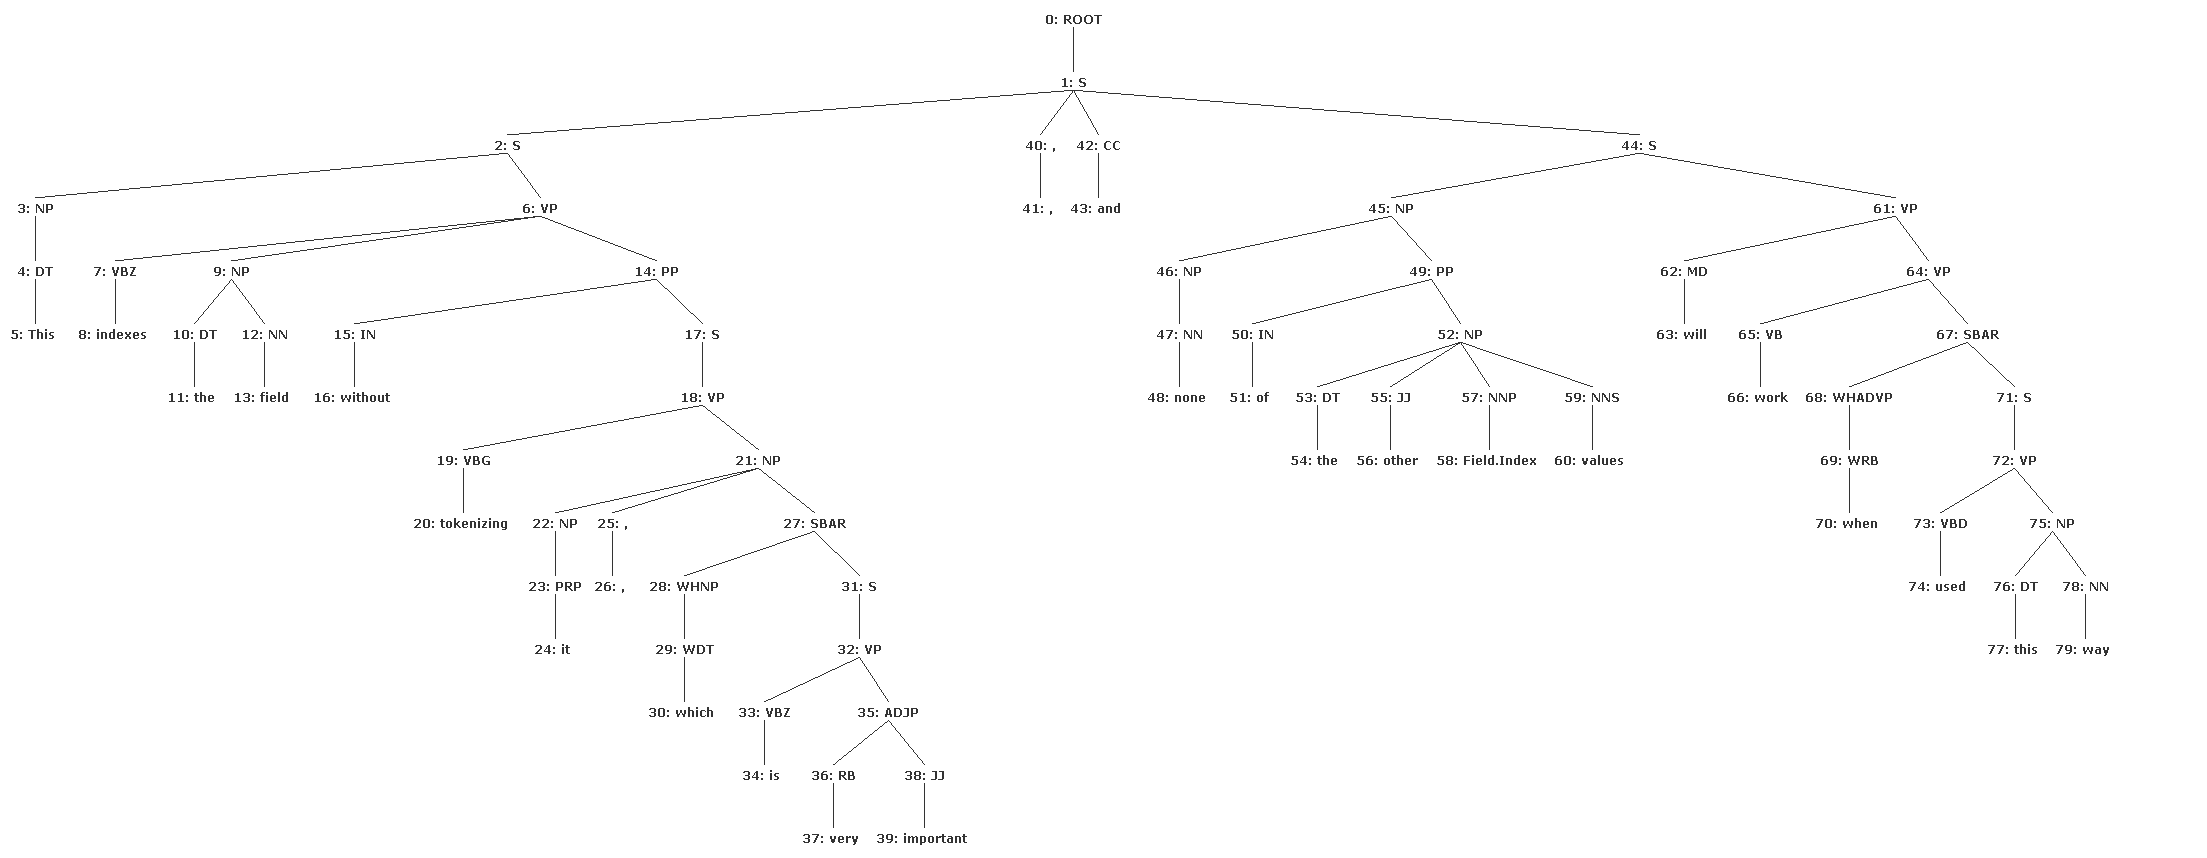 0: ROOT
1: S
2: S 40: , 42: CC 44: S
3: NP 6: VP 41: , 43: and 45: NP 61: VP
4: DT 7: VBZ 9: NP 14: PP 46: NP 49: PP 62: MD 64: VP
5: This 8: indexes 10: DT 12: NN 15: IN 17: S 47: NN 50: IN 52: NP 63: will 65: VB 67: SBAR
11: the 13: field 16: without 18: VP 48: none 51: of 53: DT 55: JJ 57: NNP 59: NNS 66: work 68: WHADVP 71: S
19: VBG 21: NP 54: the 56: other 58: Field.Index 60: values 69: WRB 72: VP
20: tokenizing 22: NP 25: , 27: SBAR 70: when 73: VBD 75: NP
23: PRP 26: , 28: WHNP 31: S 74: used 76: DT 78: NN
24: it 29: WDT 32: VP 77: this 79: way
30: which 33: VBZ 35: ADJP
34: is 36: RB 38: JJ
37: very 39: important